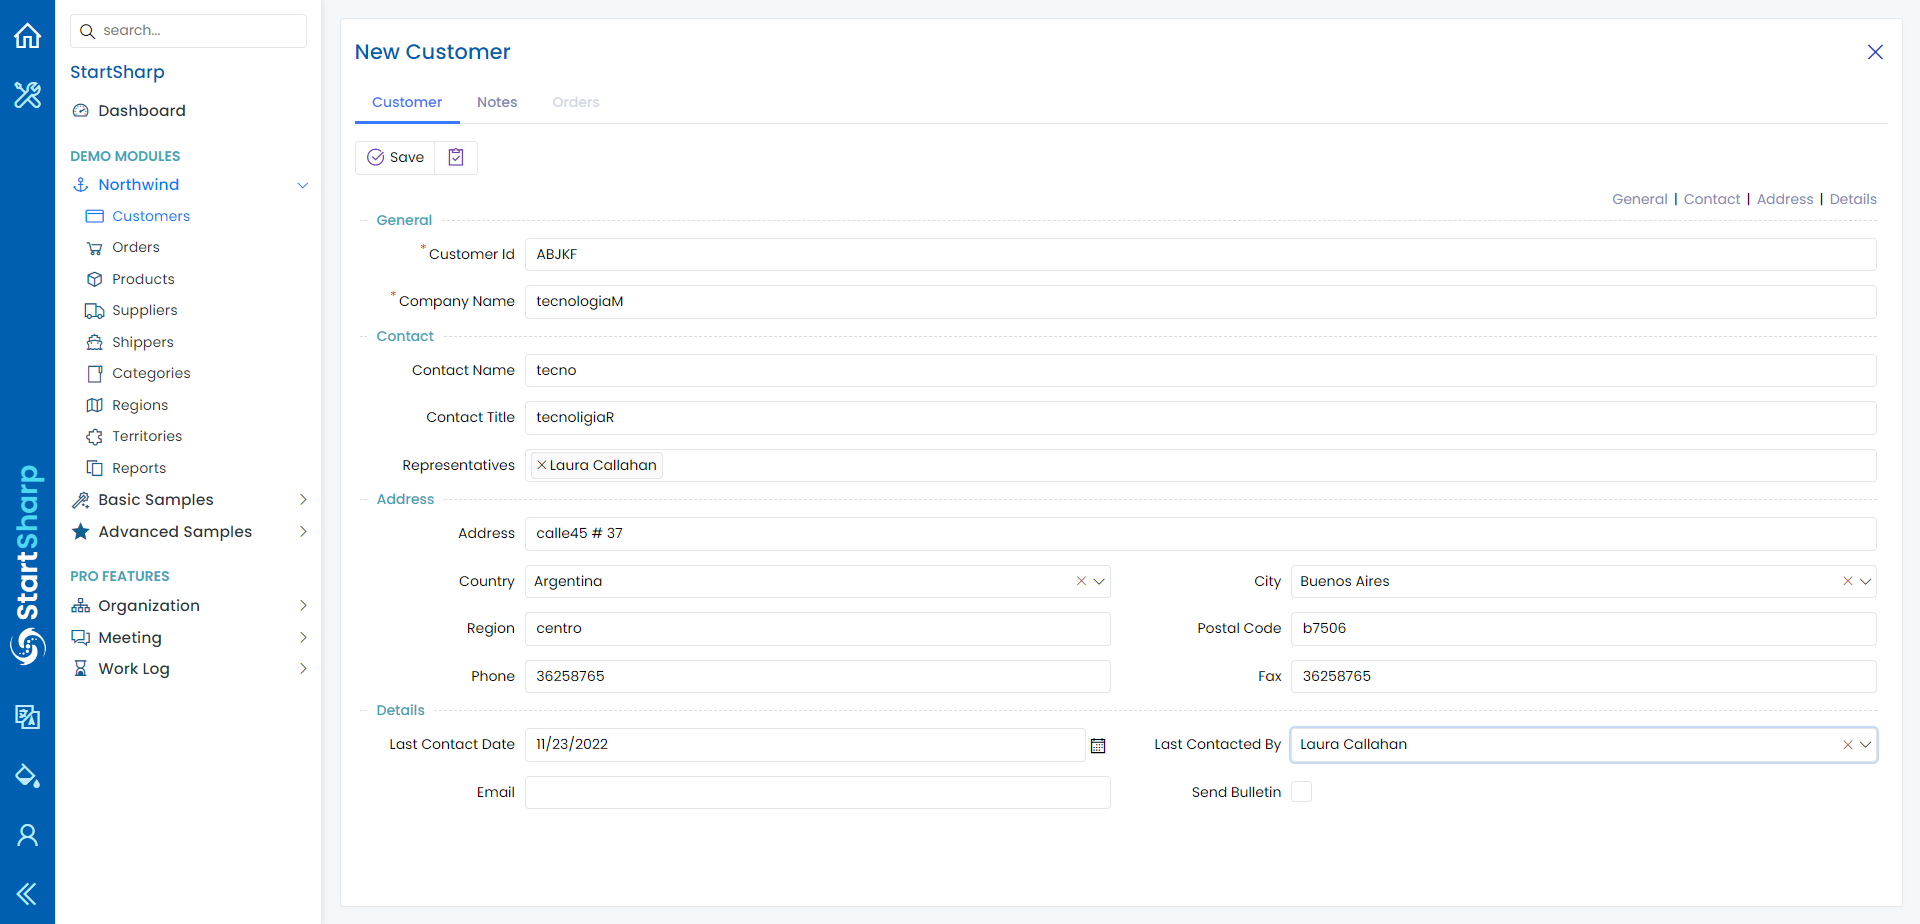 search...
StartSharp
Dashboard
DEMO MODULES
Northwind
Customers
Orders
Products
Suppliers
Shippers
Categories
Regions
Territories
Reports
Basic Samples
Advanced Samples
PRO FEATURES
Organization
Meeting
Work Log
StartSharp
New Customer
Customer Notes Orders
Save
General | Contact | Address | Details
General
* Customer Id ABJKF
* Company Name tecnologiaM
Contact
Contact Name tecno
Contact Title tecnoligiaR
Representatives Laura Callahan
Address
Address calle45 # 37
Country Argentina City Buenos Aires
Region centro Postal Code b7506
Phone 36258765 Fax 36258765
Details
Last Contact Date 11/23/2022 Last Contacted By Laura Callahan
Email Send Bulletin